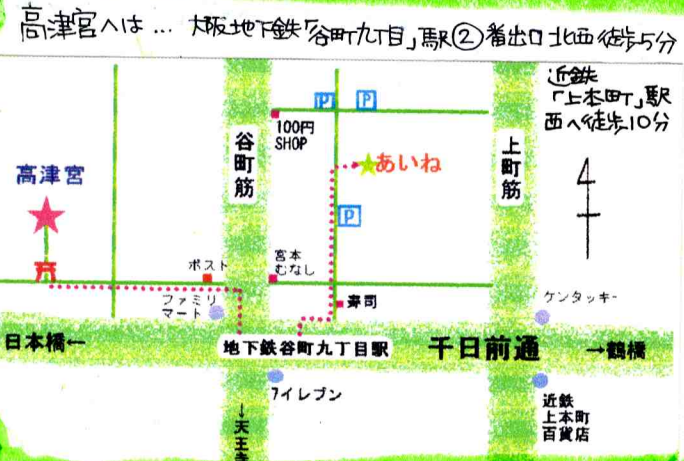 高津宮へは… 大阪地下鉄「谷町九丁目」駅②番出口北西徒歩5分
近鉄
「上本町」駅
西へ徒歩10分
P
P
100円
SHOP
谷町筋
上町筋
高津宮
あいね
P
ポスト
宮本
むなし
ファミリ
マート
寿司
ケンタッキー
日本橋←
地下鉄谷町九丁目駅
千日前通
→鶴橋
7イレブン
↓天王寺
近鉄
上本町
百貨店